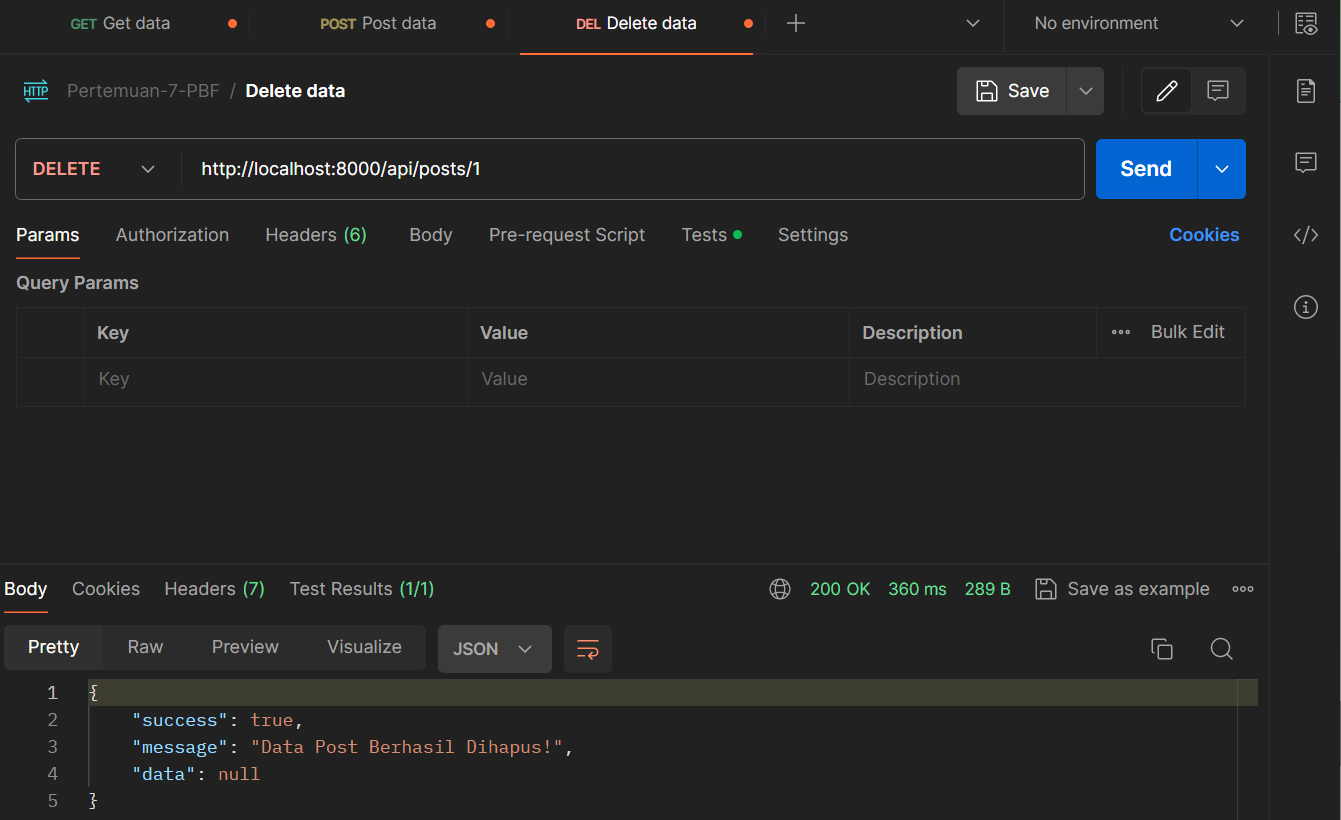 GET Get data POST Post data DEL Delete data No environment
HTTP Pertemuan-7-PBF / Delete data Save
DELETE http://localhost:8000/api/posts/1 Send
Params Authorization Headers (6) Body Pre-request Script Tests Settings Cookies
Query Params
Key Value Description Bulk Edit
Key Value Description
Body Cookies Headers (7) Test Results (1/1) 200 OK 360 ms 289 B Save as example
Pretty Raw Preview Visualize JSON
1 {
2 "success": true,
3 "message": "Data Post Berhasil Dihapus!",
4 "data": null
5 }